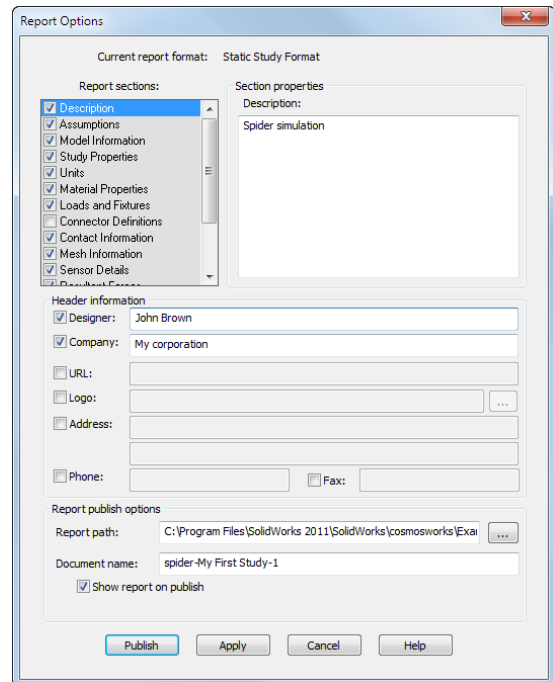 Report Options
Current report format: Static Study Format
Report sections:
Description
Assumptions
Model Information
Study Properties
Units
Material Properties
Loads and Fixtures
Connector Definitions
Contact Information
Mesh Information
Sensor Details
Resultant Forces
Section properties
Description:
Spider simulation
Header information
Designer: John Brown
Company: My corporation
URL:
Logo: ...
Address:
Phone: Fax:
Report publish options
Report path: C:\Program Files\SolidWorks 2011\SolidWorks\cosmosworks\Exa ...
Document name: spider-My First Study-1
Show report on publish
Publish Apply Cancel Help